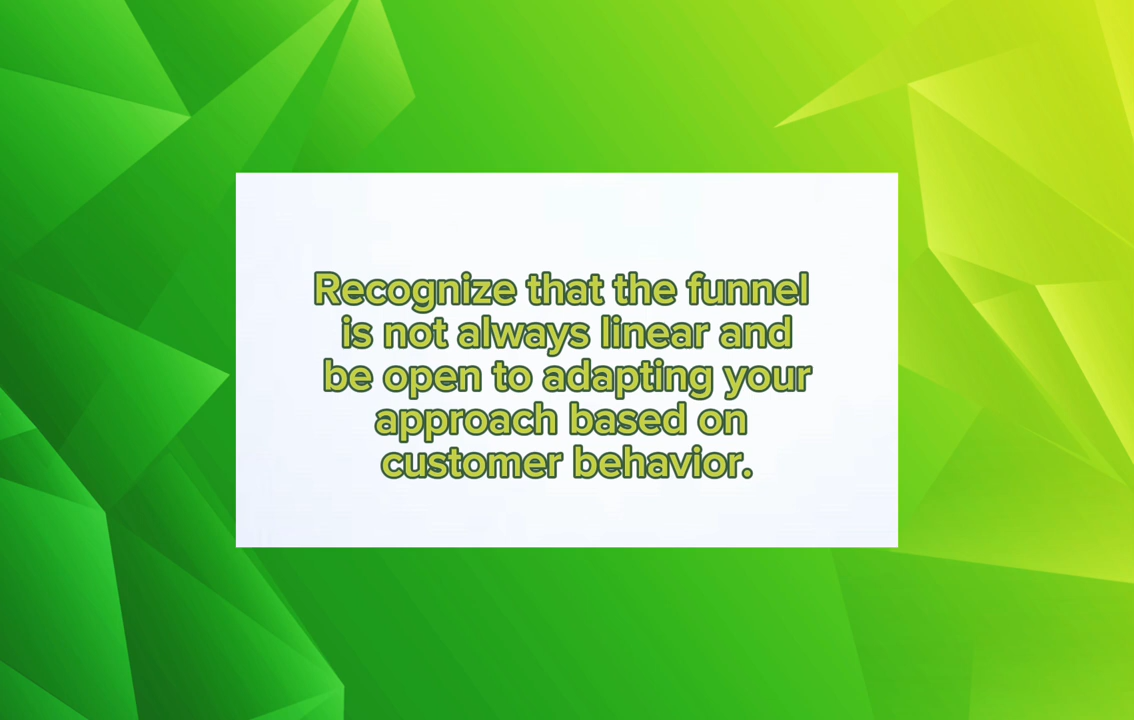 Recognize that the funnel
is not always linear and
be open to adapting your
approach based on
customer behavior.